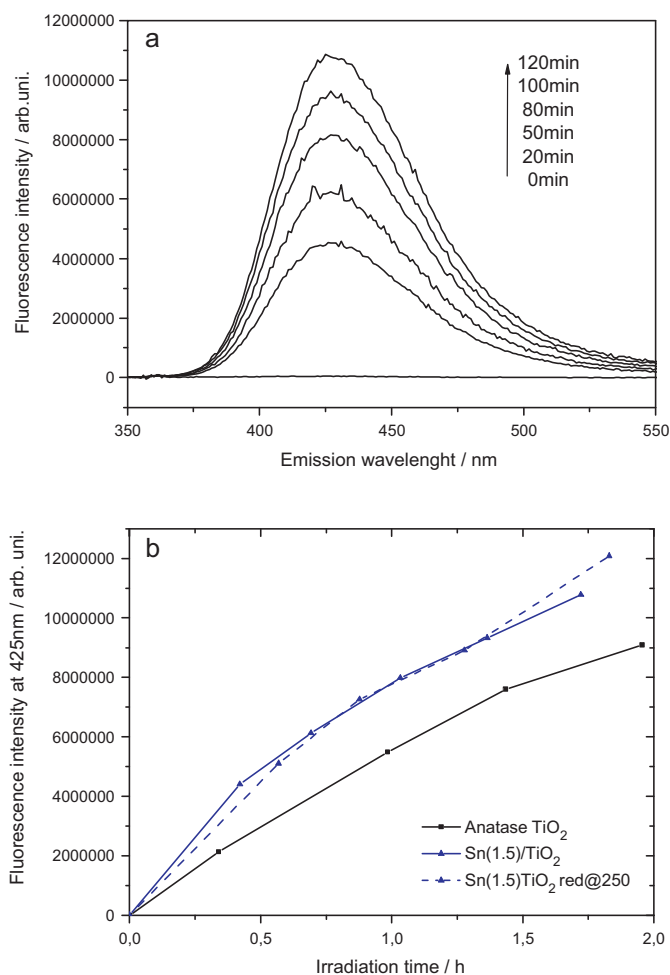 a
Fluorescence intensity / arb.uni.
12000000
10000000
8000000
6000000
4000000
2000000
0
120min
100min
80min
50min
20min
0min
350
400
450
500
550
Emission wavelenght / nm
b
Fluorescence intensity at 425nm / arb. uni.
12000000
10000000
8000000
6000000
4000000
2000000
0
Anatase TiO2
Sn(1.5)/TiO2
Sn(1.5)TiO2 red@250
0,0
0,5
1,0
1,5
2,0
Irradiation time / h